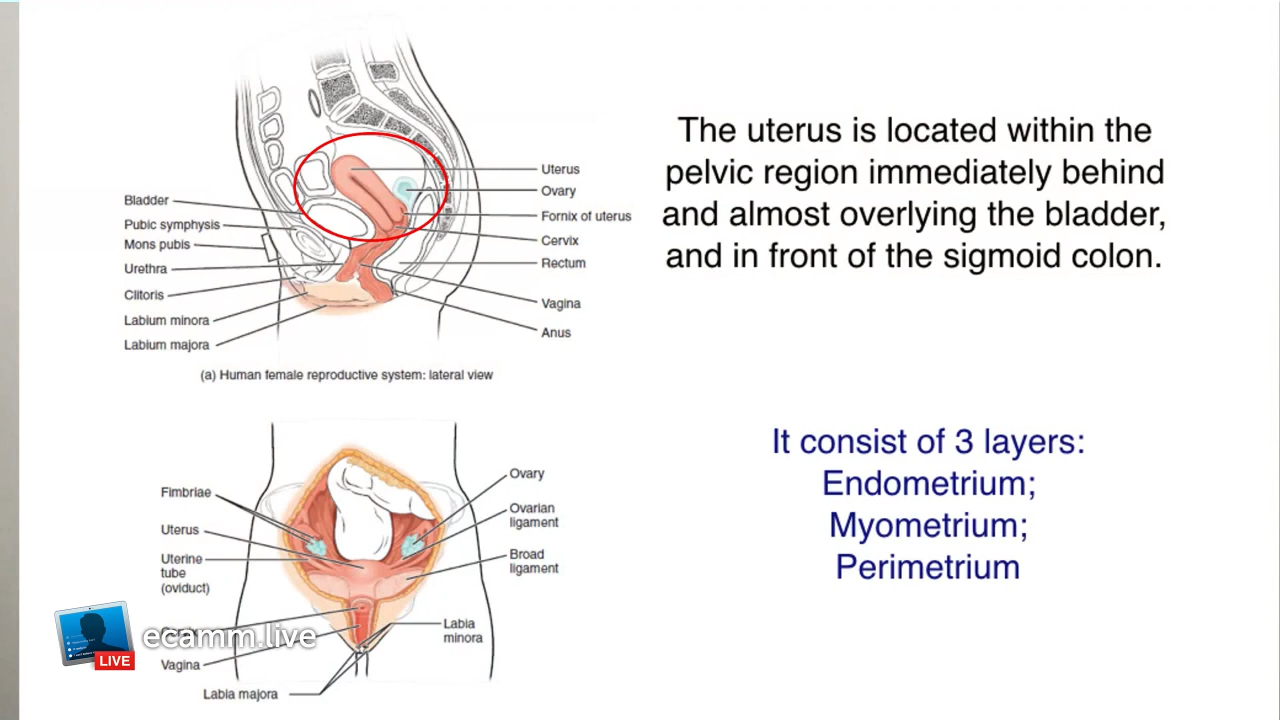 The uterus is located within the
pelvic region immediately behind
and almost overlying the bladder,
and in front of the sigmoid colon.
Uterus
Ovary
Fornix of uterus
Cervix
Rectum
Vagina
Anus
Bladder
Pubic symphysis
Mons pubis
Urethra
Clitoris
Labium minora
Labium majora
(a) Human female reproductive system: lateral view
It consist of 3 layers:
Endometrium;
Myometrium;
Perimetrium
Fimbriae
Uterus
Uterine
tube
(oviduct)
Vagina
Labia majora
Ovary
Ovarian
ligament
Broad
ligament
Labia
minora
ecamm.live
LIVE